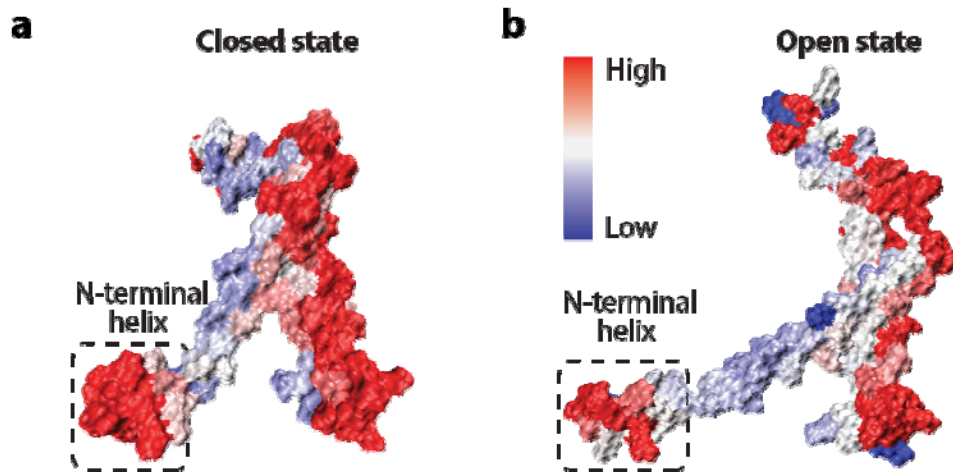 a
Closed state
N-terminal
helix
b
Open state
High
Low
N-terminal
helix